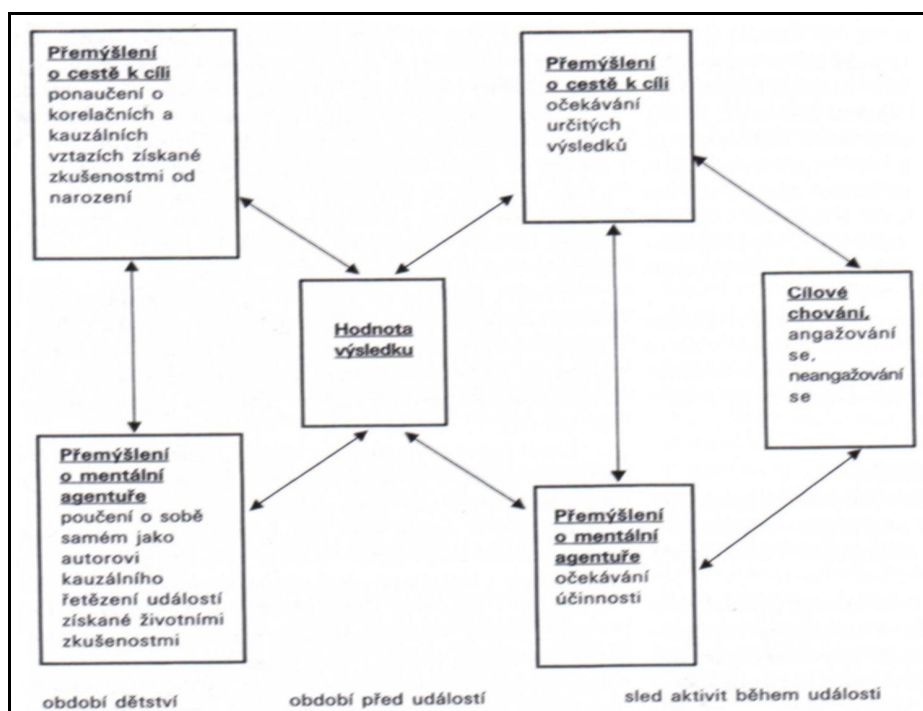 Přemýšlení
o cestě k cíli
ponaučení o
korelačních a
kauzálních
vztazích získané
zkušenostmi od
narození
Přemýšlení
o cestě k cíli
očekávání
určitých
výsledků
Hodnota
výsledku
Cílové
chování,
angažování
se,
neangažování
se
Přemýšlení
o mentální
agentuře
poučení o sobě
samém jako
autorovi
kauzálního
řetězení událostí
získané životními
zkušenostmi
Přemýšlení
o mentální
agentuře
očekávání
účinnosti
období dětství
období před událostí
sled aktivit během události